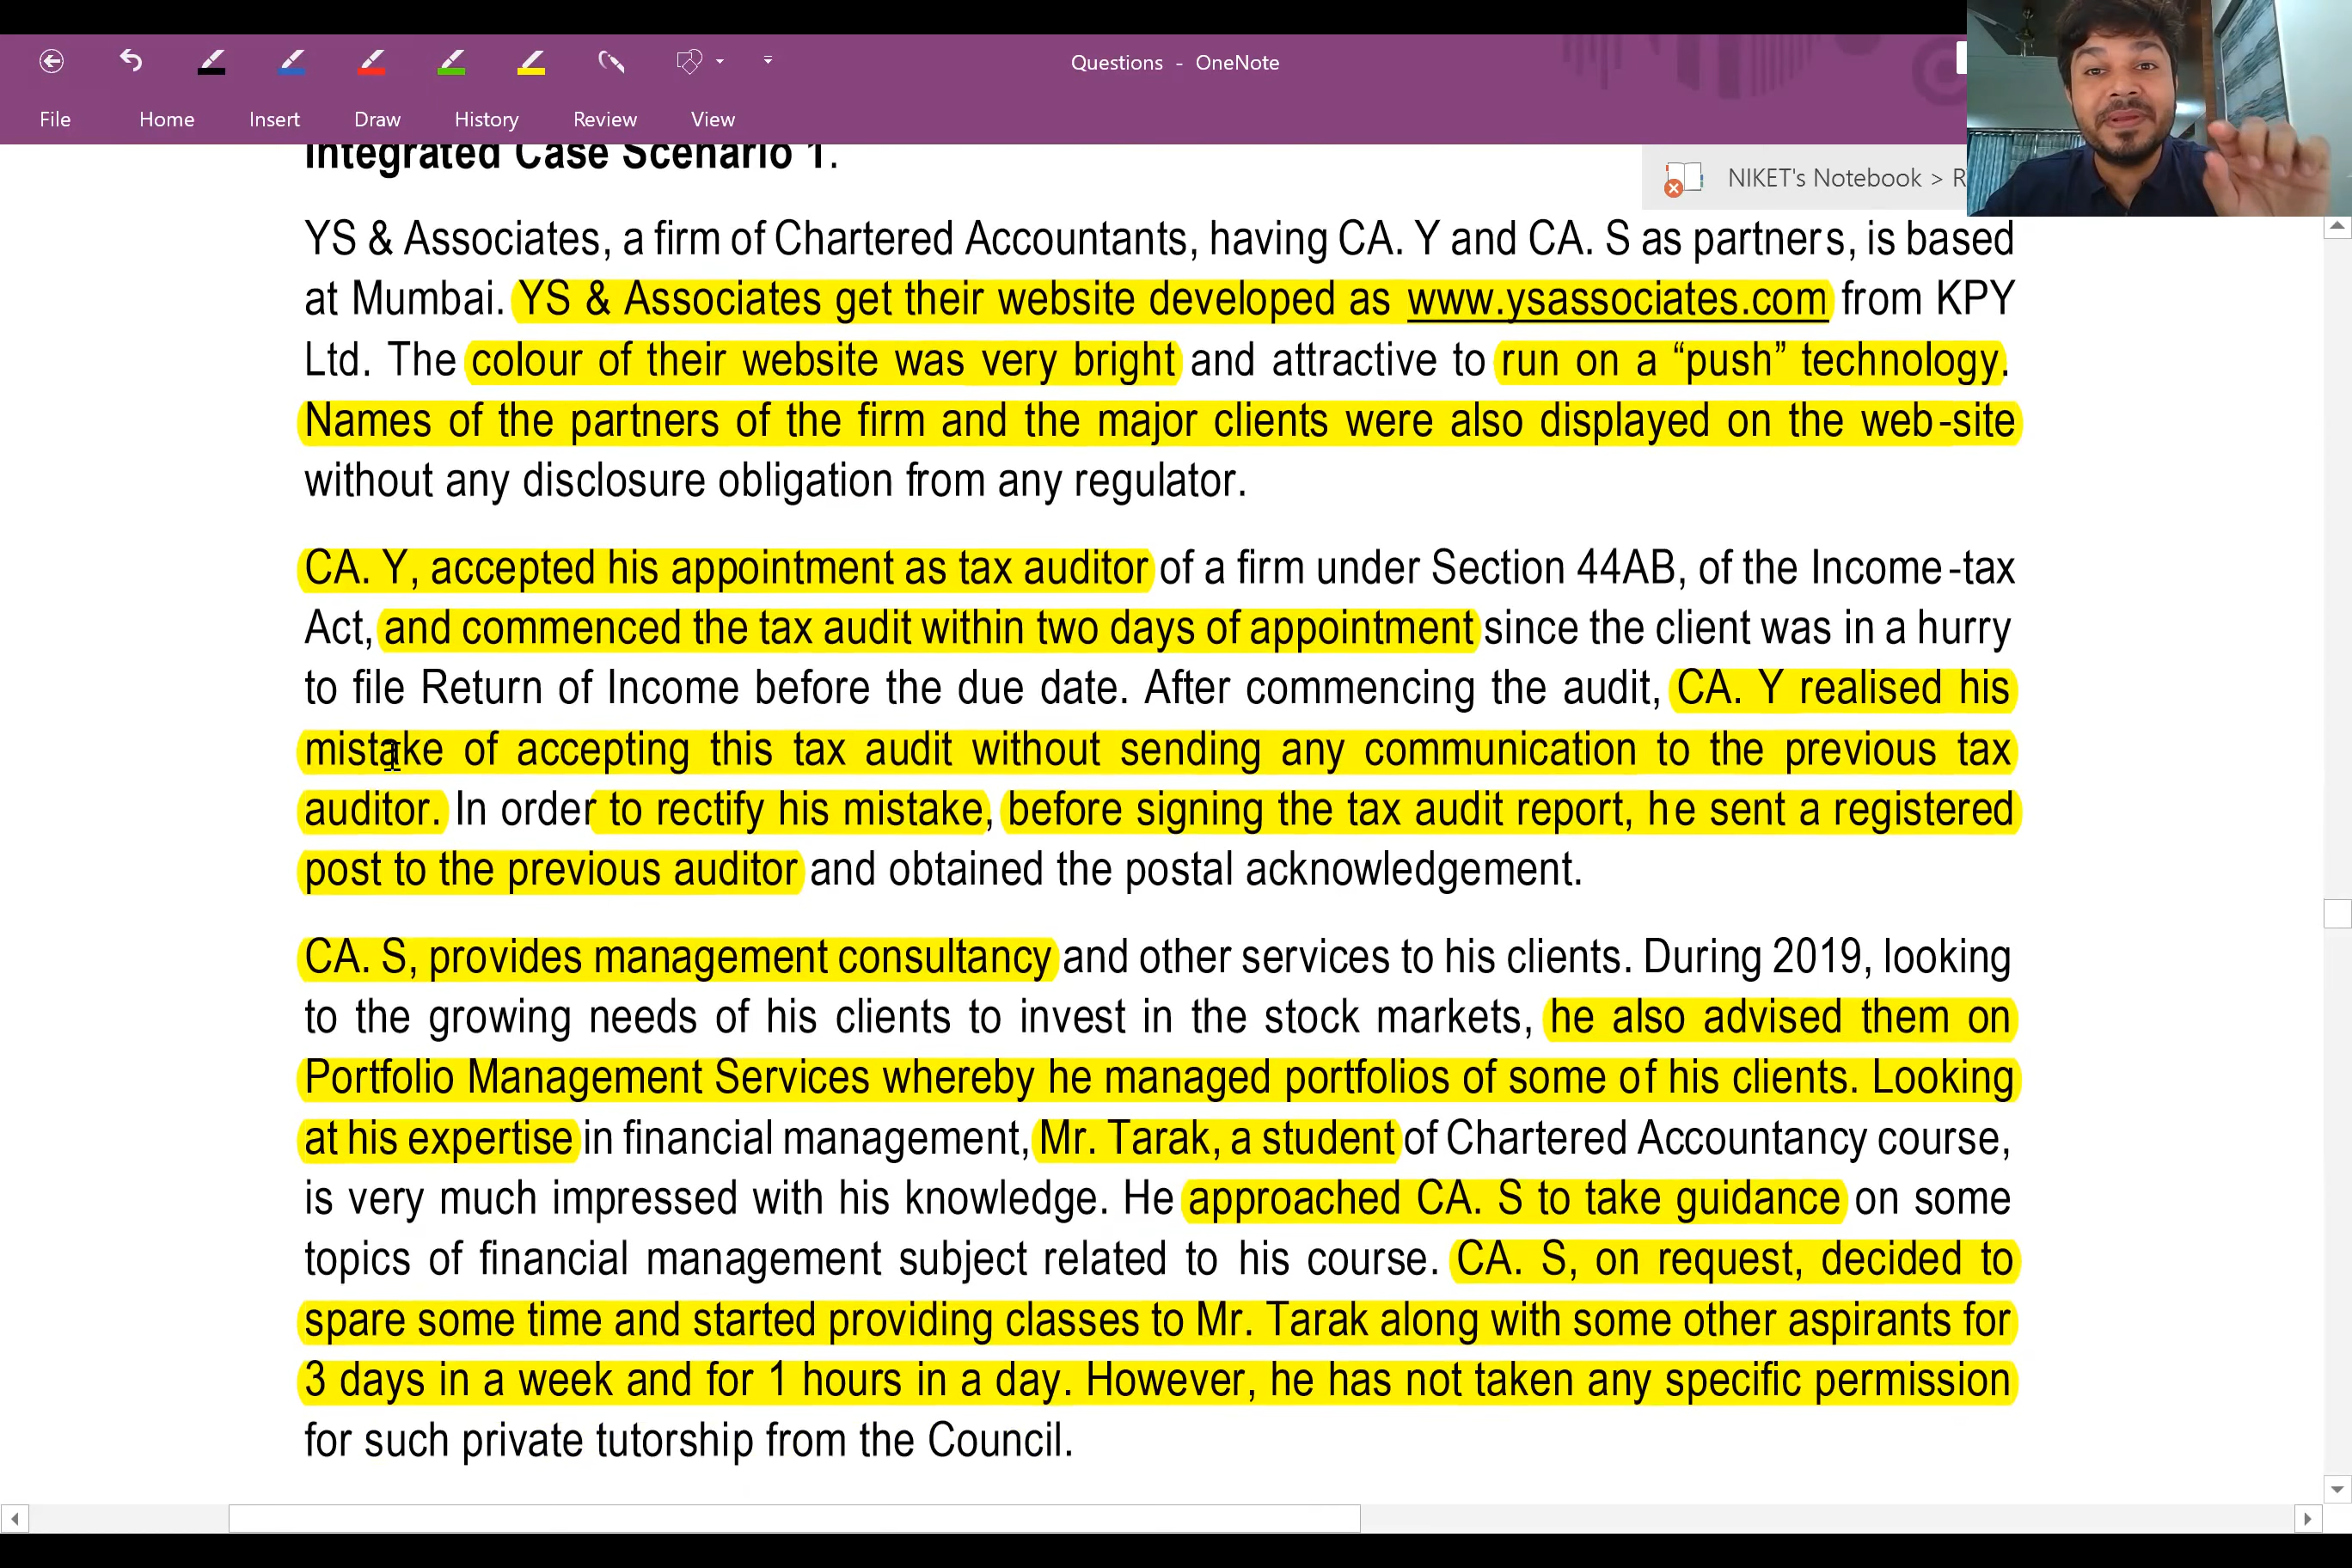 Questions - OneNote
File Home Insert Draw History Review View
Integrated Case Scenario 1.
NIKET's Notebook > R
YS & Associates, a firm of Chartered Accountants, having CA. Y and CA. S as partners, is based
at Mumbai. YS & Associates get their website developed as www.ysassociates.com from KPY
Ltd. The colour of their website was very bright and attractive to run on a “push” technology.
Names of the partners of the firm and the major clients were also displayed on the web-site
without any disclosure obligation from any regulator.
CA. Y, accepted his appointment as tax auditor of a firm under Section 44AB, of the Income-tax
Act, and commenced the tax audit within two days of appointment since the client was in a hurry
to file Return of Income before the due date. After commencing the audit, CA. Y realised his
mistake of accepting this tax audit without sending any communication to the previous tax
auditor. In order to rectify his mistake, before signing the tax audit report, he sent a registered
post to the previous auditor and obtained the postal acknowledgement.
CA. S, provides management consultancy and other services to his clients. During 2019, looking
to the growing needs of his clients to invest in the stock markets, he also advised them on
Portfolio Management Services whereby he managed portfolios of some of his clients. Looking
at his expertise in financial management, Mr. Tarak, a student of Chartered Accountancy course,
is very much impressed with his knowledge. He approached CA. S to take guidance on some
topics of financial management subject related to his course. CA. S, on request, decided to
spare some time and started providing classes to Mr. Tarak along with some other aspirants for
3 days in a week and for 1 hours in a day. However, he has not taken any specific permission
for such private tutorship from the Council.